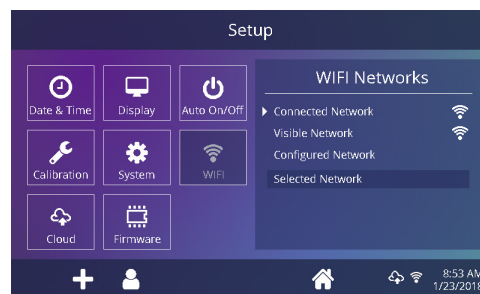 Setup
Date & Time
Display
Auto On/Off
Calibration
System
WIFI
Cloud
Firmware
WIFI Networks
Connected Network
Visible Network
Configured Network
Selected Network
8:53 AM
1/23/2018